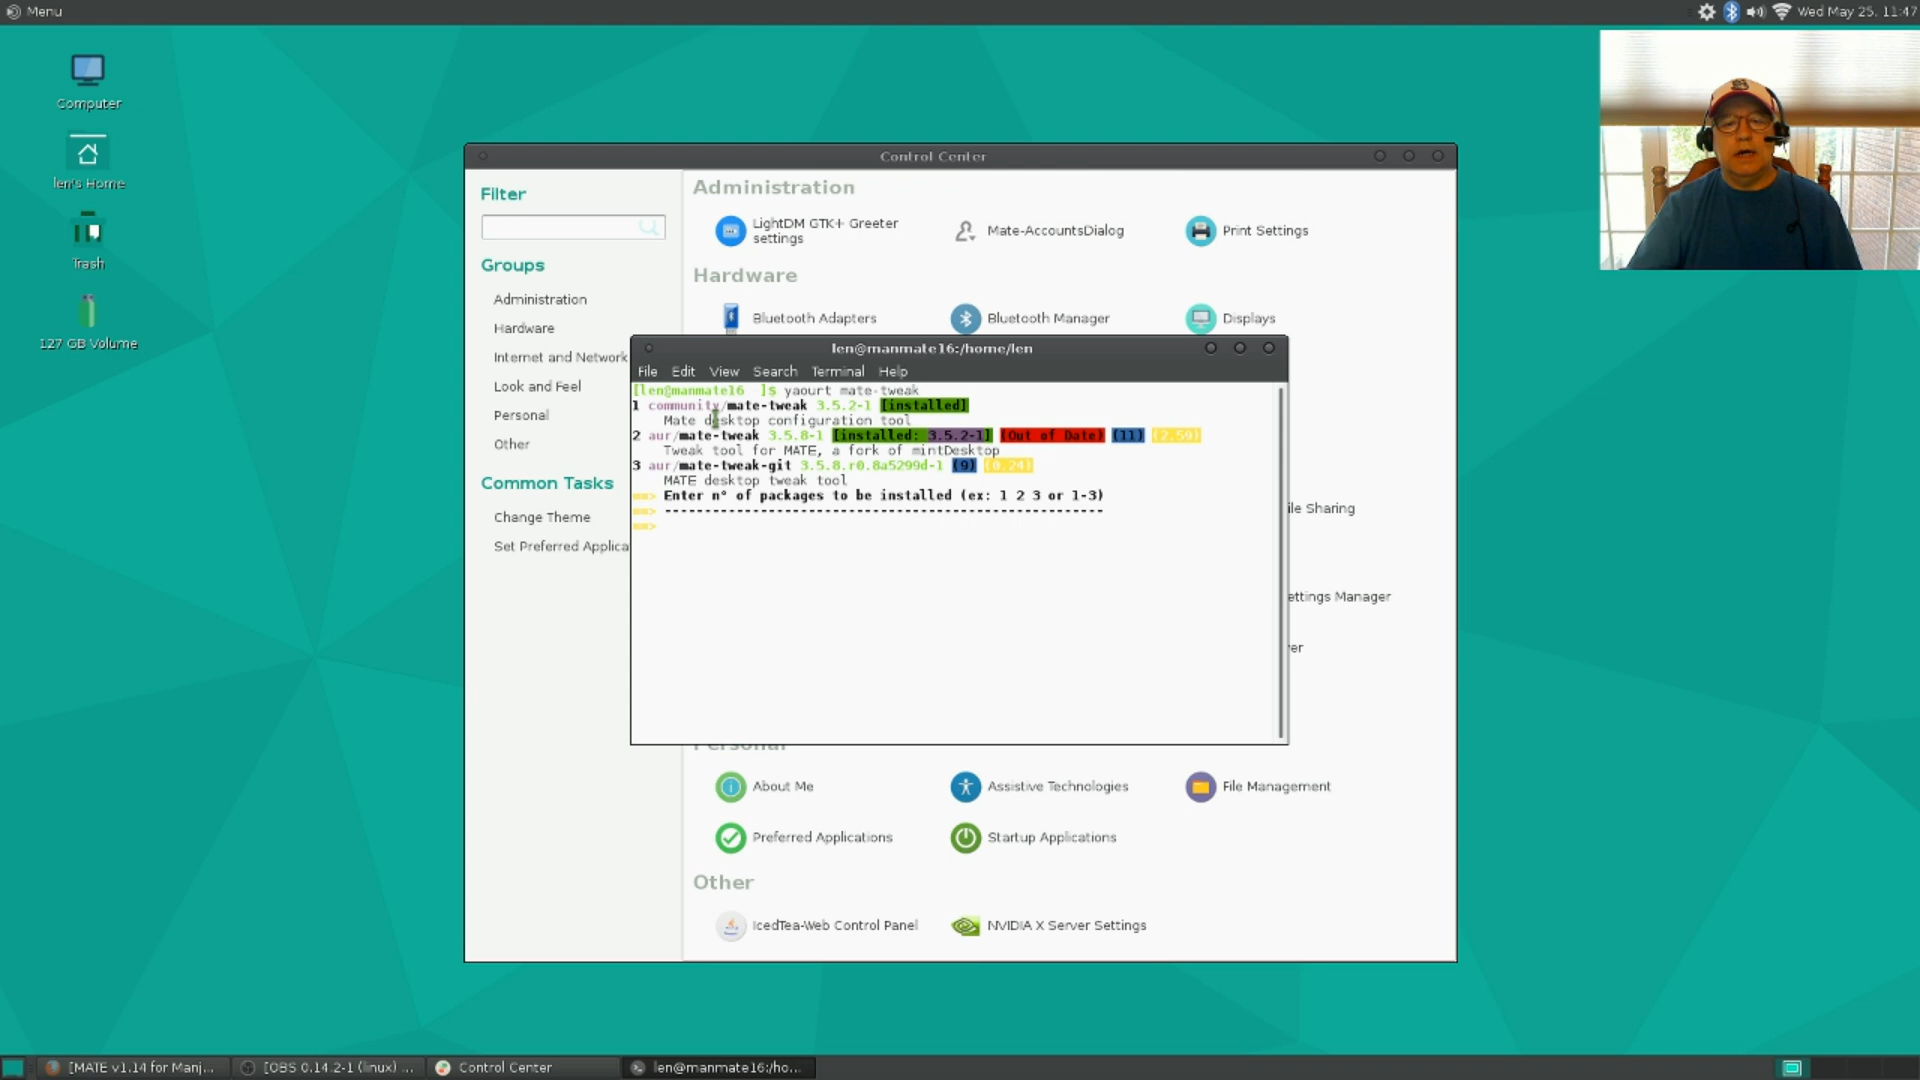 Menu
Wed May 25, 11:47
Computer
len's Home
Trash
127 GB Volume
Control Center
Filter
Groups
Administration
Hardware
Internet and Network
Look and Feel
Personal
Other
Common Tasks
Change Theme
Set Preferred Applica
Administration
LightDM GTK+ Greeter
settings
Mate-AccountsDialog
Print Settings
Hardware
Bluetooth Adapters
Bluetooth Manager
Displays
len@manmate16:/home/len
File Edit View Search Terminal Help
[len@manmate16 ]$ yaourt mate-tweak
1 community/mate-tweak 3.5.2-1 [installed]
Mate desktop configuration tool
2 aur/mate-tweak 3.5.8-1 [installed: 3.5.2-1] (Out of Date) (11) (2.59)
Tweak tool for MATE, a fork of mintDesktop
3 aur/mate-tweak-git 3.5.8.r0.8a5299d-1 (9) (0.24)
MATE desktop tweak tool
==> Enter n° of packages to be installed (ex: 1 2 3 or 1-3)
==> -------------------------------------------------------
==>
ile Sharing
ettings Manager
ver
Personal
About Me
Assistive Technologies
File Management
Preferred Applications
Startup Applications
Other
IcedTea-Web Control Panel
NVIDIA X Server Settings
[MATE v1.14 for Manj...
[OBS 0.14.2-1 (linux) ...
Control Center
len@manmate16:/ho...